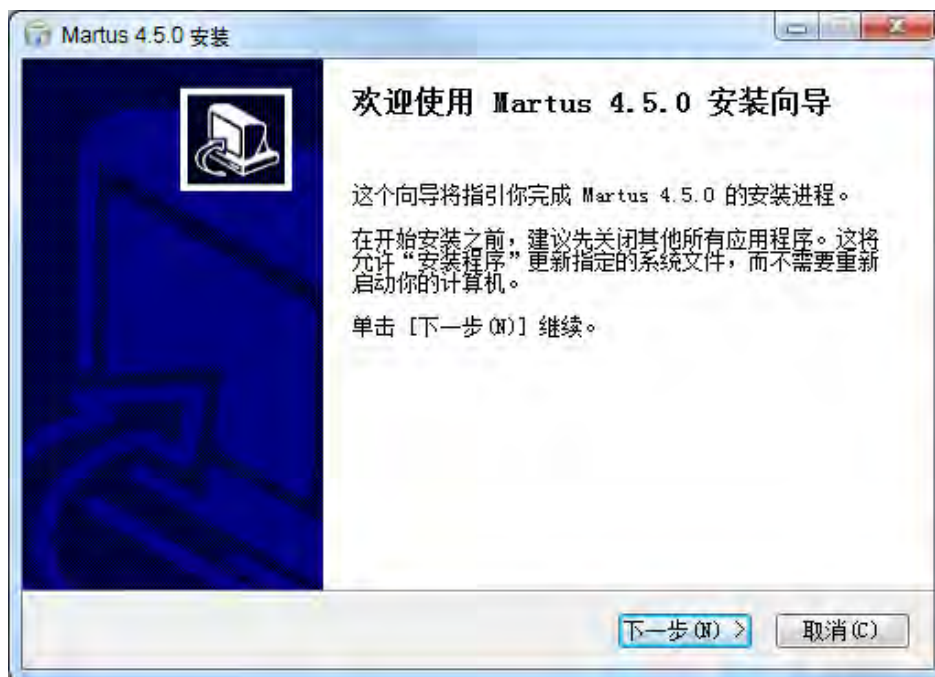 Martus 4.5.0 安装
欢迎使用 Martus 4.5.0 安装向导
这个向导将指引你完成 Martus 4.5.0 的安装进程。
在开始安装之前，建议先关闭其他所有应用程序。这将
允许“安装程序”更新指定的系统文件，而不需要重新
启动你的计算机。
单击 [下一步(N)] 继续。
下一步(N) >
取消(C)